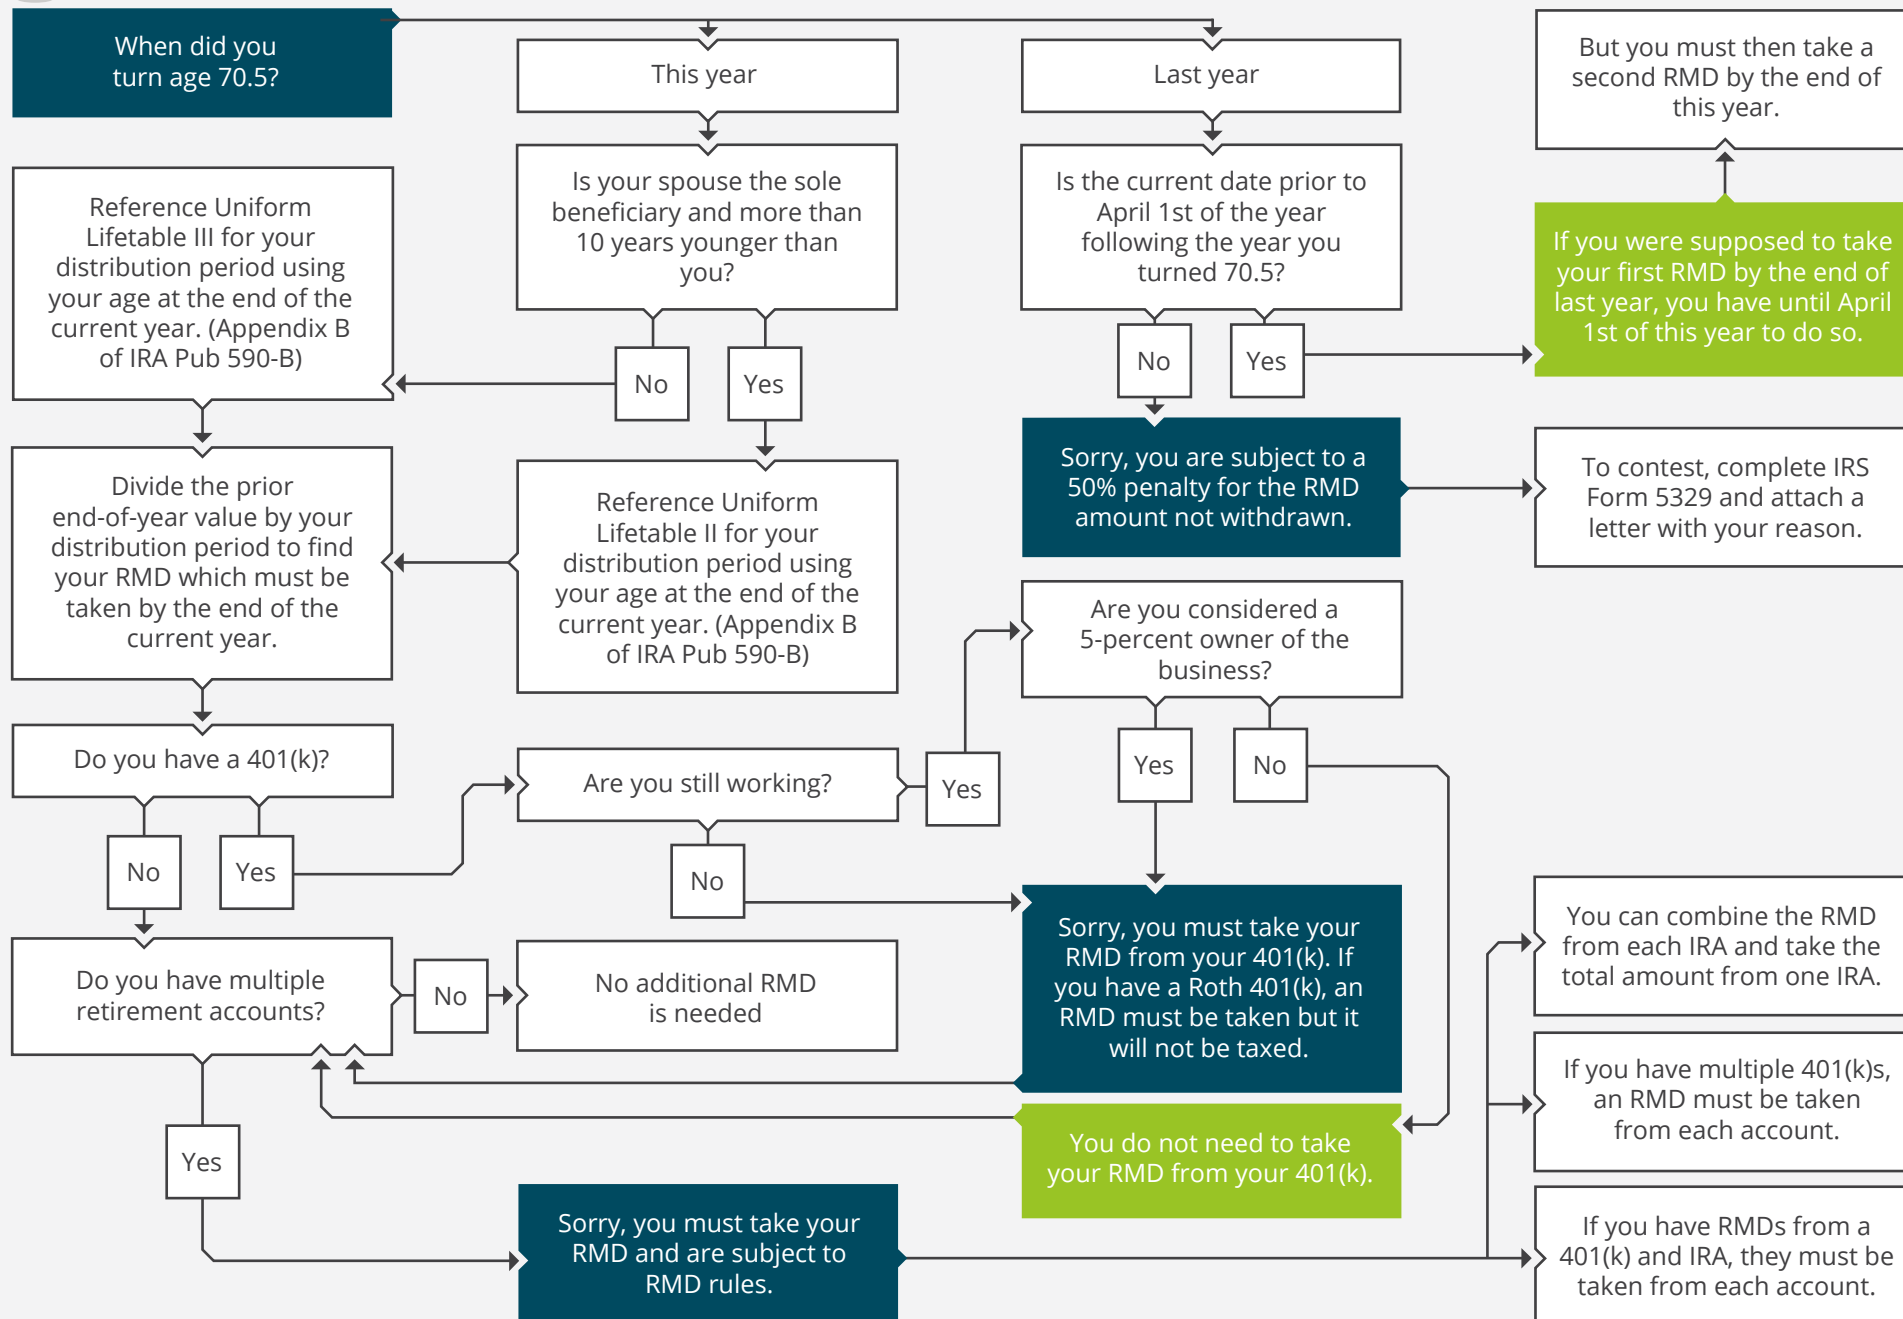 When did you
turn age 70.5?
This year
Last year
But you must then take a
second RMD by the end of
this year.
Reference Uniform
Lifetable III for your
distribution period using
your age at the end of the
current year. (Appendix B
of IRA Pub 590-B)
Is your spouse the sole
beneficiary and more than
10 years younger than
you?
Is the current date prior to
April 1st of the year
following the year you
turned 70.5?
If you were supposed to take
your first RMD by the end of
last year, you have until April
1st of this year to do so.
No
Yes
No
Yes
Divide the prior
end-of-year value by your
distribution period to find
your RMD which must be
taken by the end of the
current year.
Reference Uniform
Lifetable II for your
distribution period using
your age at the end of the
current year. (Appendix B
of IRA Pub 590-B)
Sorry, you are subject to a
50% penalty for the RMD
amount not withdrawn.
To contest, complete IRS
Form 5329 and attach a
letter with your reason.
Are you considered a
5-percent owner of the
business?
Do you have a 401(k)?
Are you still working?
Yes
Yes
No
No
Yes
No
Do you have multiple
retirement accounts?
No
No additional RMD
is needed
Sorry, you must take your
RMD from your 401(k). If
you have a Roth 401(k), an
RMD must be taken but it
will not be taxed.
You can combine the RMD
from each IRA and take the
total amount from one IRA.
If you have multiple 401(k)s,
an RMD must be taken
from each account.
Yes
You do not need to take
your RMD from your 401(k).
Sorry, you must take your
RMD and are subject to
RMD rules.
If you have RMDs from a
401(k) and IRA, they must be
taken from each account.